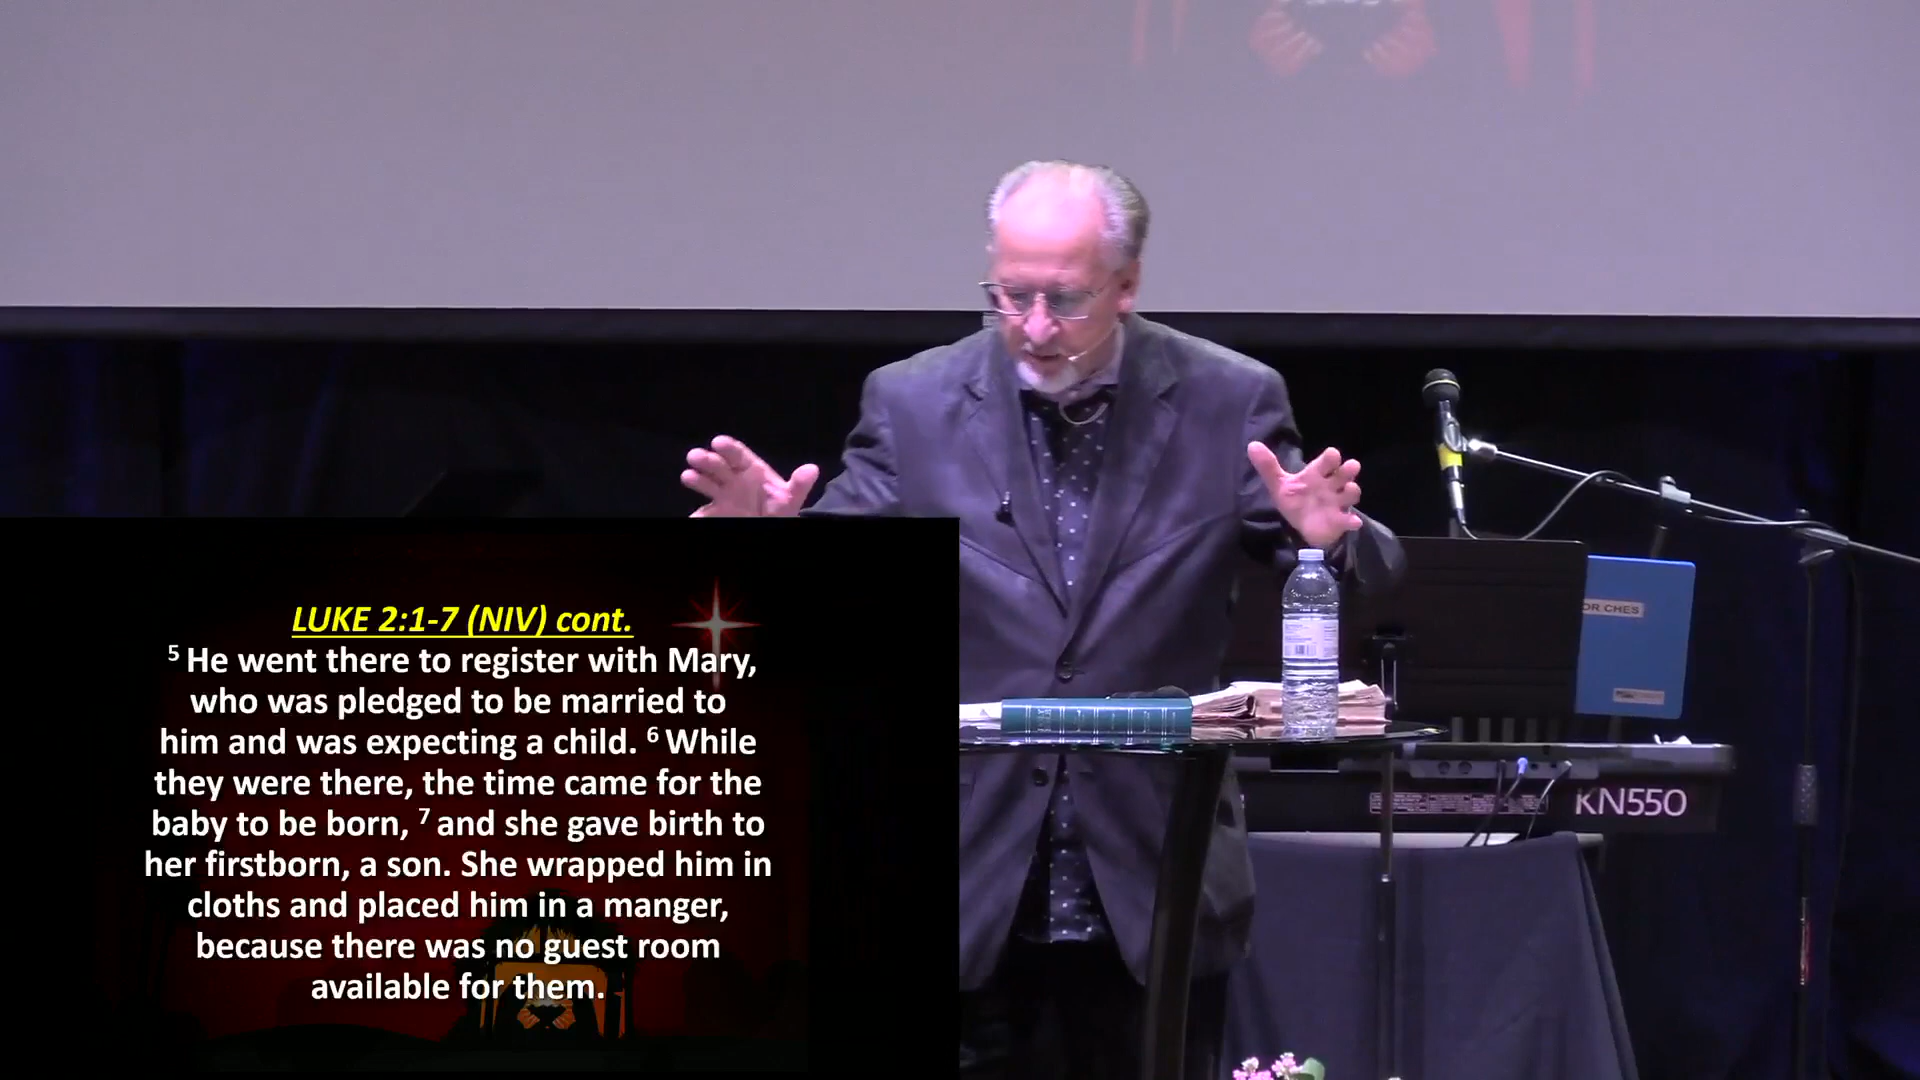 LUKE 2:1-7 (NIV) cont.
5 He went there to register with Mary,
who was pledged to be married to
him and was expecting a child. 6 While
they were there, the time came for the
baby to be born, 7 and she gave birth to
her firstborn, a son. She wrapped him in
cloths and placed him in a manger,
because there was no guest room
available for them.
OR CHES
KN550